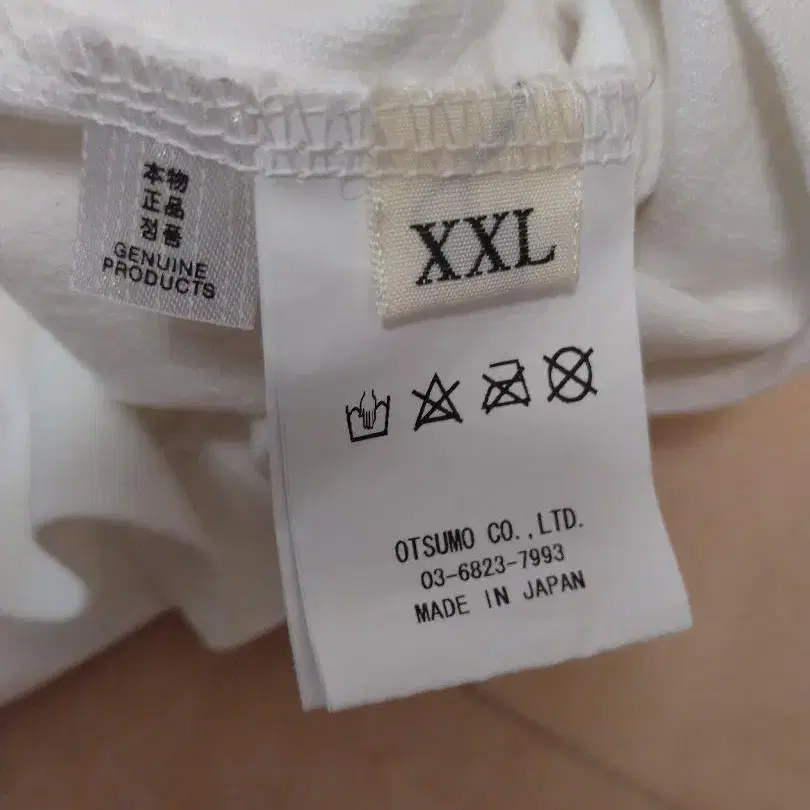 本物
正品
정품
GENUINE
PRODUCTS
XXL
OTSUMO CO.,LTD.
03-6823-7993
MADE IN JAPAN